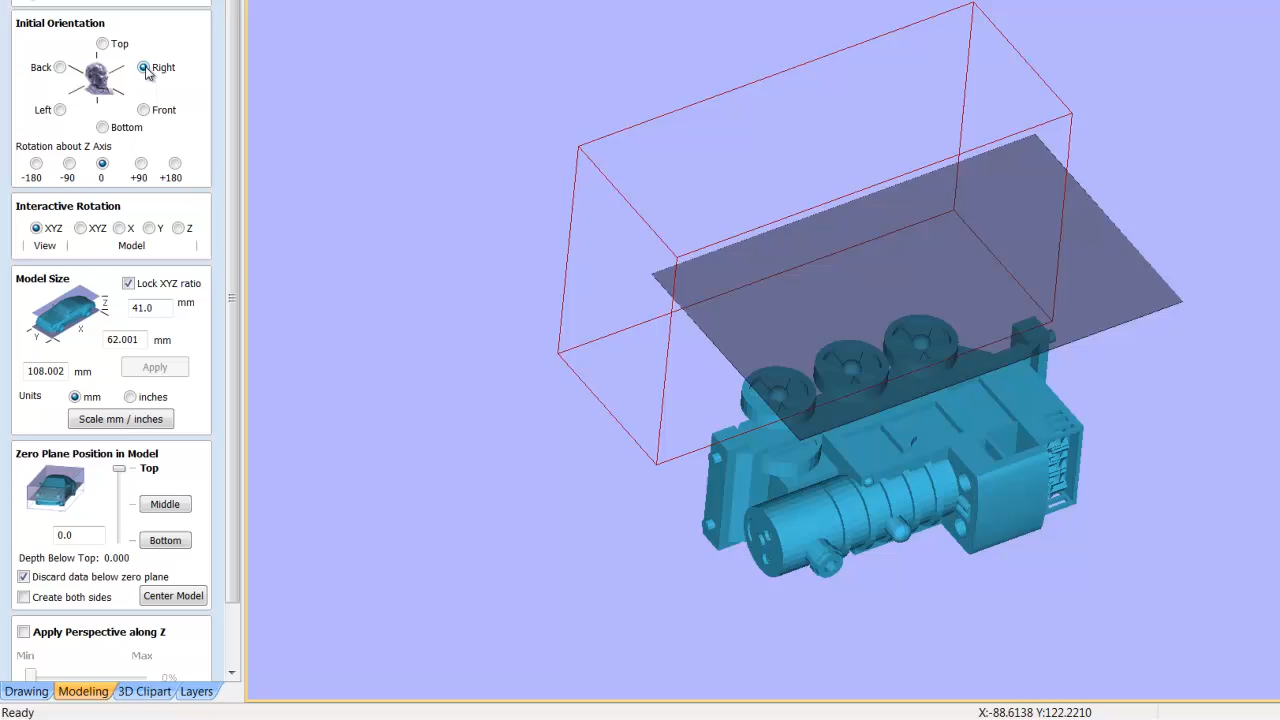 Initial Orientation
Top
Back
Right
Left
Front
Bottom
Rotation about Z Axis
-180 -90 0 +90 +180
Interactive Rotation
XYZ XYZ X Y Z
View Model
Model Size
Lock XYZ ratio
Z 41.0 mm
Y X
62.001 mm
108.002 mm Apply
Units mm inches
Scale mm / inches
Zero Plane Position in Model
Top
Middle
0.0
Bottom
Depth Below Top: 0.000
Discard data below zero plane
Create both sides Center Model
Apply Perspective along Z
Min Max
0%
Drawing Modeling 3D Clipart Layers
Ready X:-88.6138 Y:122.2210